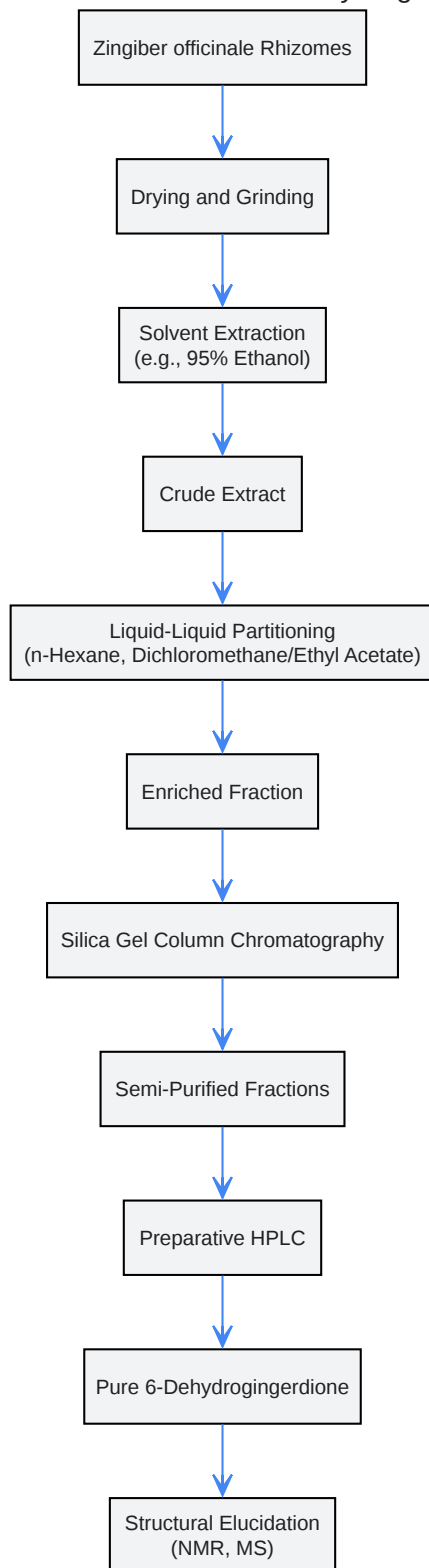 Zingiber officinale Rhizomes
Drying and Grinding
Solvent Extraction
(e.g., 95% Ethanol)
Crude Extract
Liquid-Liquid Partitioning
(n-Hexane, Dichloromethane/Ethyl Acetate)
Enriched Fraction
Silica Gel Column Chromatography
Semi-Purified Fractions
Preparative HPLC
Pure 6-Dehydrogingerdione
Structural Elucidation
(NMR, MS)